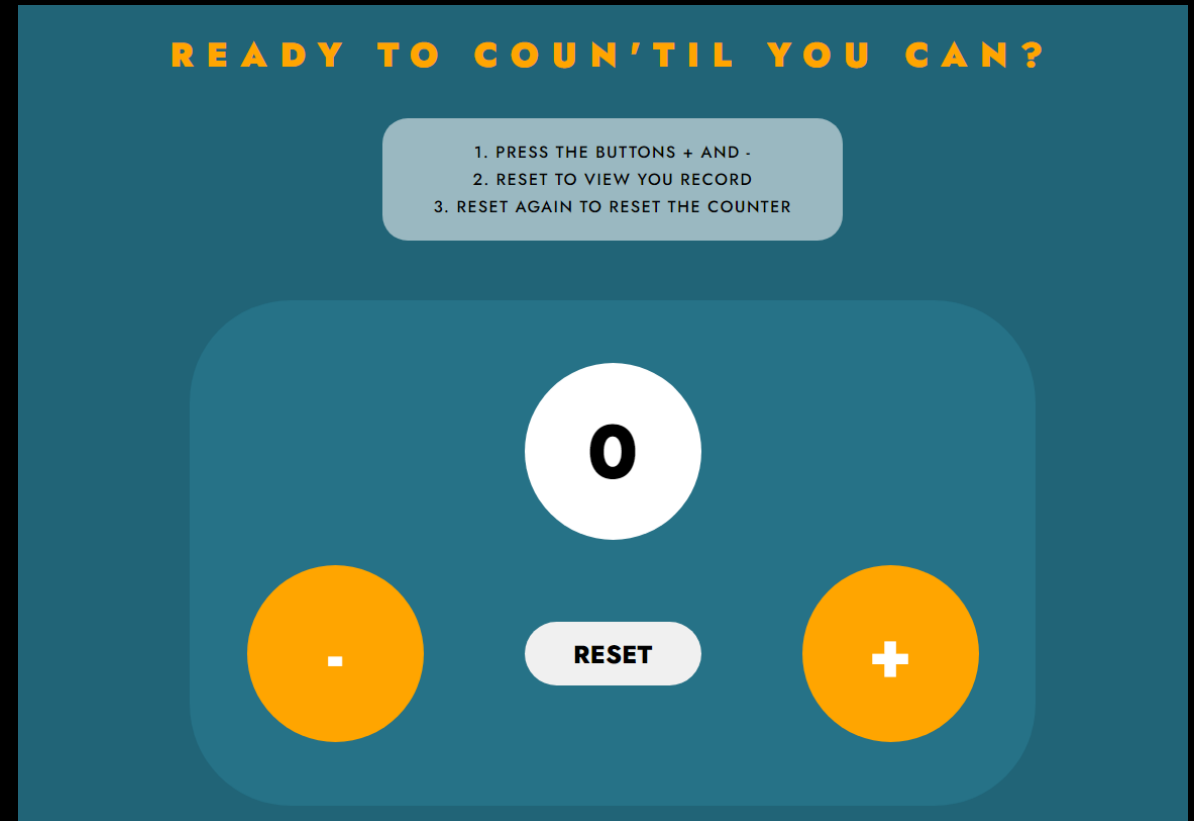 READY TO COUN'TIL YOU CAN?
1. PRESS THE BUTTONS + AND -
2. RESET TO VIEW YOU RECORD
3. RESET AGAIN TO RESET THE COUNTER
0
- RESET +